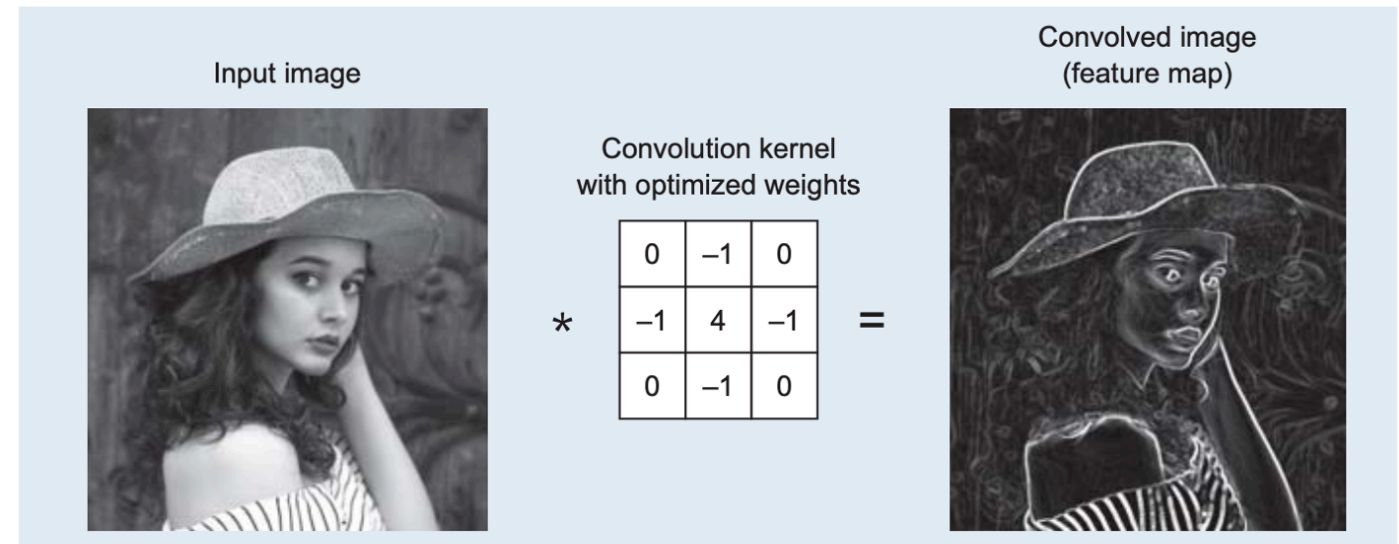 Input image
Convolution kernel
with optimized weights
*
0 –1 0
–1 4 –1
0 –1 0
=
Convolved image
(feature map)